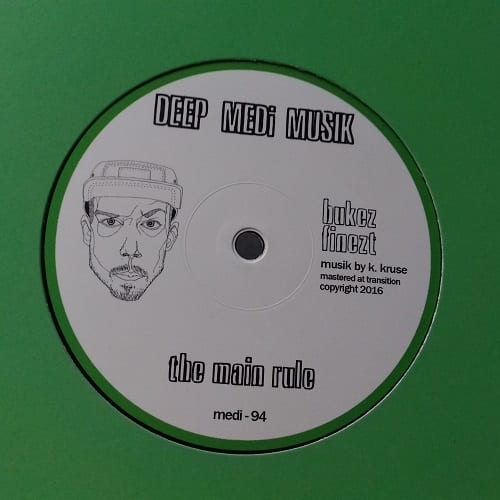 DEEP MEDi MUSIK
bukez
finezt
musik by k. kruse
mastered at transition
copyright 2016
the main rule
medi - 94